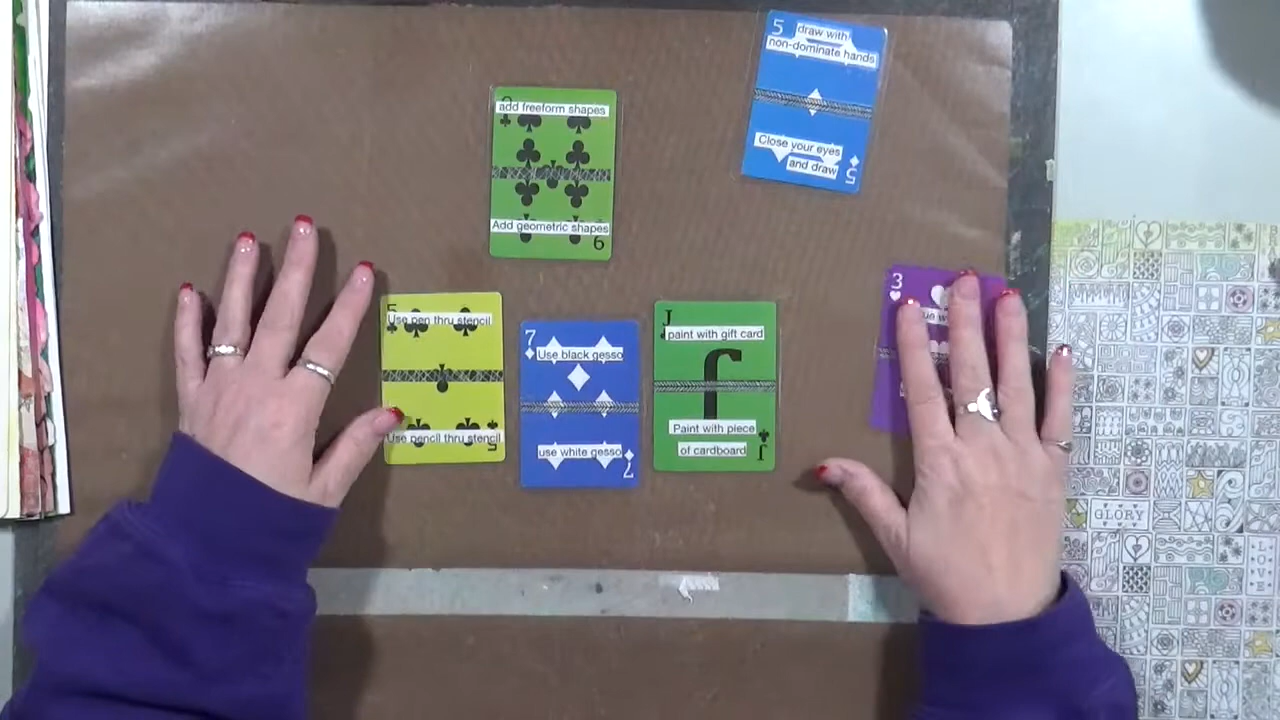 5
draw with
non-dominate hands
Close your eyes
and draw
5
add freeform shapes
Add geometric shapes
9
3
5
Use pen thru stencil
Use pencil thru stencil
5
7
Use black gesso
use white gesso
7
J
paint with gift card
J
Paint with piece
of cardboard
J
GLORY
LOVE